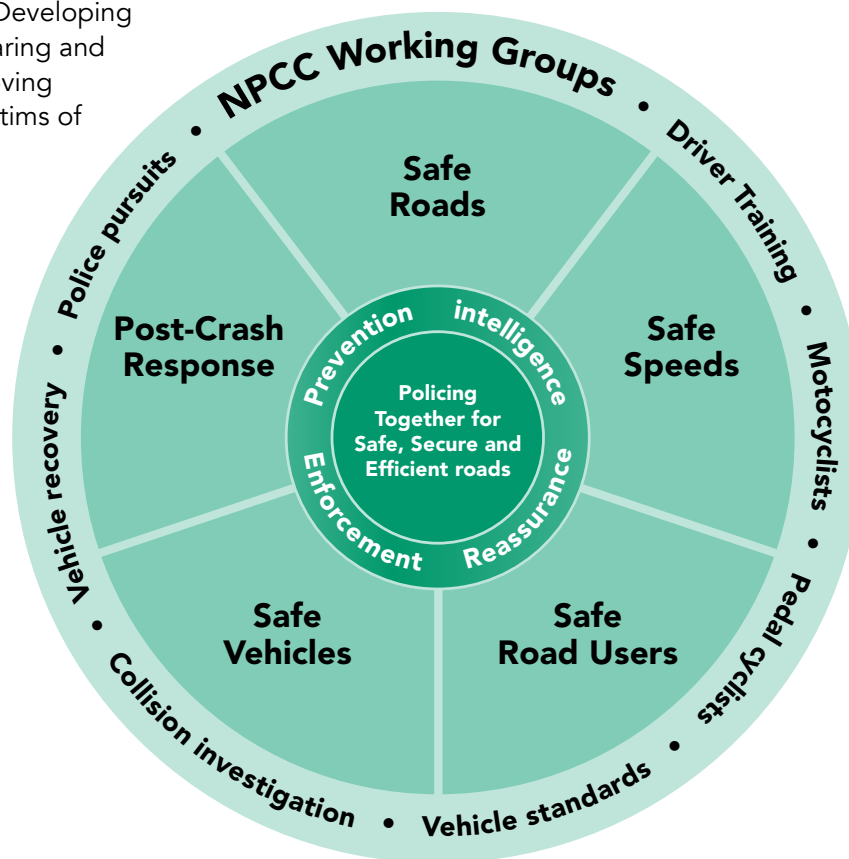 Developing
aring and
oving
tims of
NPCC Working Groups • Driver Training • Motocyclists • Pedal cyclists • Vehicle standards • Collision investigation • Vehicle recovery • Police pursuits •
Safe
Roads
Safe
Speeds
Safe
Road Users
Safe
Vehicles
Post-Crash
Response
Prevention
intelligence
Reassurance
Enforcement
Policing
Together for
Safe, Secure and
Efficient roads